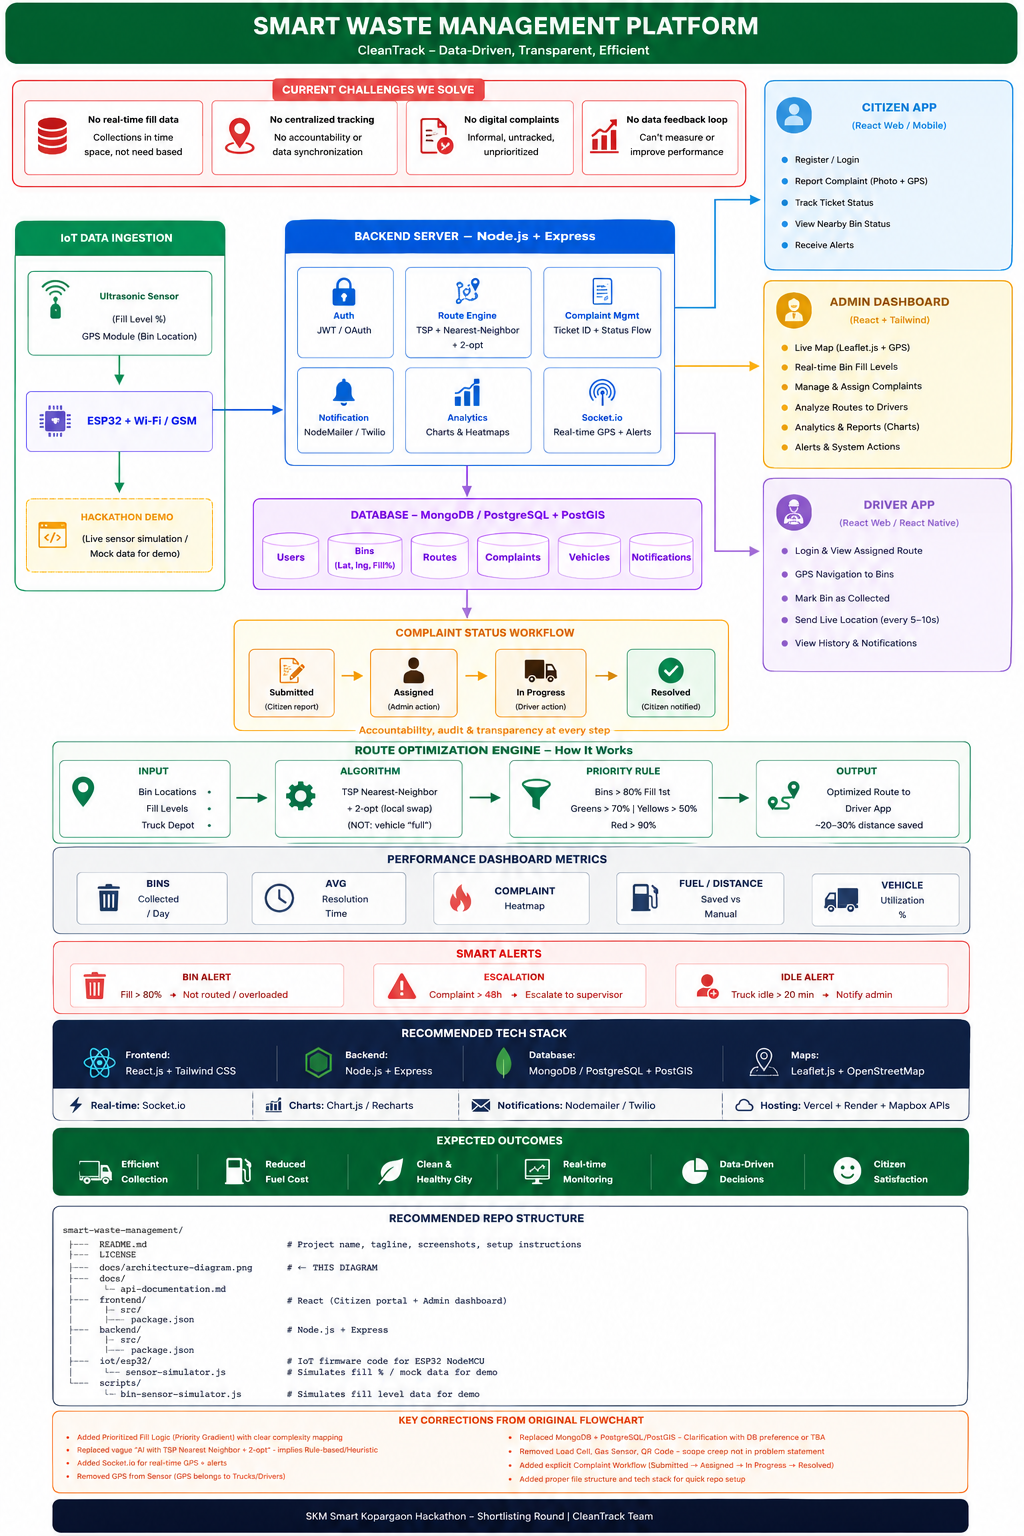 SMART WASTE MANAGEMENT PLATFORM
CleanTrack – Data-Driven, Transparent, Efficient
CURRENT CHALLENGES WE SOLVE
No real-time fill data
Collections in time
space, not need based
No centralized tracking
No accountability or
data synchronization
No digital complaints
Informal, untracked,
unprioritized
No data feedback loop
Can't measure or
improve performance
CITIZEN APP
(React Web / Mobile)
Register / Login
Report Complaint (Photo + GPS)
Track Ticket Status
View Nearby Bin Status
Receive Alerts
IoT DATA INGESTION
Ultrasonic Sensor
(Fill Level %)
GPS Module (Bin Location)
ESP32 + Wi-Fi / GSM
HACKATHON DEMO
(Live sensor simulation /
Mock data for demo)
BACKEND SERVER – Node.js + Express
Auth
JWT / OAuth
Route Engine
TSP + Nearest-Neighbor
+ 2-opt
Complaint Mgmt
Ticket ID + Status Flow
Notification
NodeMailer / Twilio
Analytics
Charts & Heatmaps
Socket.io
Real-time GPS + Alerts
ADMIN DASHBOARD
(React + Tailwind)
Live Map (Leaflet.js + GPS)
Real-time Bin Fill Levels
Manage & Assign Complaints
Analyze Routes to Drivers
Analytics & Reports (Charts)
Alerts & System Actions
DATABASE – MongoDB / PostgreSQL + PostGIS
Users
Bins
(Lat, lng, Fill%)
Routes
Complaints
Vehicles
Notifications
DRIVER APP
(React Web / React Native)
Login & View Assigned Route
GPS Navigation to Bins
Mark Bin as Collected
Send Live Location (every 5–10s)
View History & Notifications
COMPLAINT STATUS WORKFLOW
Submitted
(Citizen report)
Assigned
(Admin action)
In Progress
(Driver action)
Resolved
(Citizen notified)
Accountability, audit & transparency at every step
ROUTE OPTIMIZATION ENGINE – How It Works
INPUT
Bin Locations •
Fill Levels •
Truck Depot •
ALGORITHM
TSP Nearest-Neighbor
+ 2-opt (local swap)
(NOT: vehicle "full")
PRIORITY RULE
Bins > 80% Fill 1st
Greens > 70% | Yellows > 50%
Red > 90%
OUTPUT
Optimized Route to
Driver App
~20–30% distance saved
PERFORMANCE DASHBOARD METRICS
BINS
Collected
/ Day
AVG
Resolution
Time
COMPLAINT
Heatmap
FUEL / DISTANCE
Saved vs
Manual
VEHICLE
Utilization
%
SMART ALERTS
BIN ALERT
Fill > 80% → Not routed / overloaded
ESCALATION
Complaint > 48h → Escalate to supervisor
IDLE ALERT
Truck idle > 20 min → Notify admin
RECOMMENDED TECH STACK
Frontend:
React.js + Tailwind CSS
Backend:
Node.js + Express
Database:
MongoDB / PostgreSQL + PostGIS
Maps:
Leaflet.js + OpenStreetMap
Real-time: Socket.io
Charts: Chart.js / Recharts
Notifications: Nodemailer / Twilio
Hosting: Vercel + Render + Mapbox APIs
EXPECTED OUTCOMES
Efficient
Collection
Reduced
Fuel Cost
Clean &
Healthy City
Real-time
Monitoring
Data-Driven
Decisions
Citizen
Satisfaction
RECOMMENDED REPO STRUCTURE
smart-waste-management/
├── README.md # Project name, tagline, screenshots, setup instructions
├── LICENSE
├── docs/architecture-diagram.png # ← THIS DIAGRAM
├── docs/
│ └─ api-documentation.md
├── frontend/ # React (Citizen portal + Admin dashboard)
│ ├─ src/
│ ├── package.json
├── backend/ # Node.js + Express
│ ├─ src/
│ ├── package.json
├── iot/esp32/ # IoT firmware code for ESP32 NodeMCU
│ └── sensor-simulator.js # Simulates fill % / mock data for demo
└── scripts/
└─ bin-sensor-simulator.js # Simulates fill level data for demo
KEY CORRECTIONS FROM ORIGINAL FLOWCHART
• Added Prioritized Fill Logic (Priority Gradient) with clear complexity mapping
• Replaced vague "AI with TSP Nearest Neighbor + 2-opt" - implies Rule-based/Heuristic
• Added Socket.io for real-time GPS + alerts
• Removed GPS from Sensor (GPS belongs to Trucks/Drivers)
• Replaced MongoDB + PostgreSQL/PostGIS – Clarification with DB preference or TBA
• Removed Load Cell, Gas Sensor, QR Code – scope creep not in problem statement
• Added explicit Complaint Workflow (Submitted → Assigned → In Progress → Resolved)
• Added proper file structure and tech stack for quick repo setup
SKM Smart Kopargaon Hackathon – Shortlisting Round | CleanTrack Team